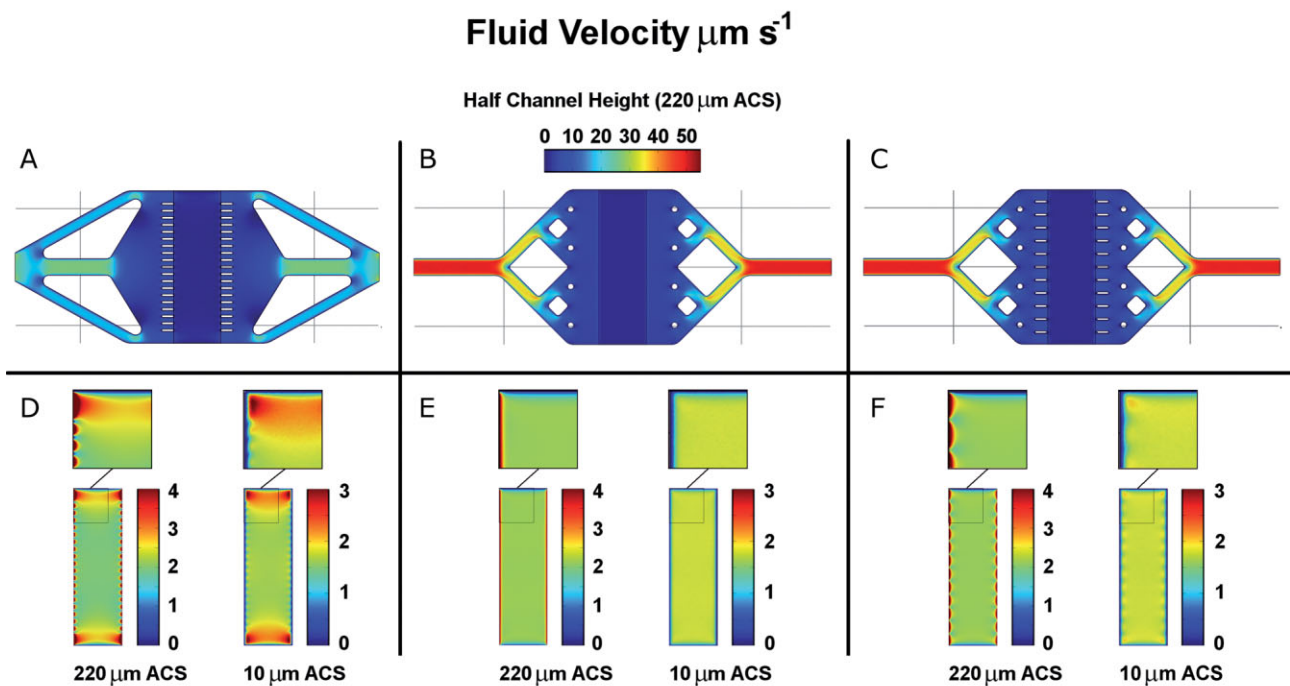 Fluid Velocity μm s⁻¹
Half Channel Height (220 μm ACS)
0 10 20 30 40 50
A
B
C
D
E
F
4
3
2
1
0
3
2
1
0
4
3
2
1
0
3
2
1
0
4
3
2
1
0
3
2
1
0
220 μm ACS
10 μm ACS
220 μm ACS
10 μm ACS
220 μm ACS
10 μm ACS